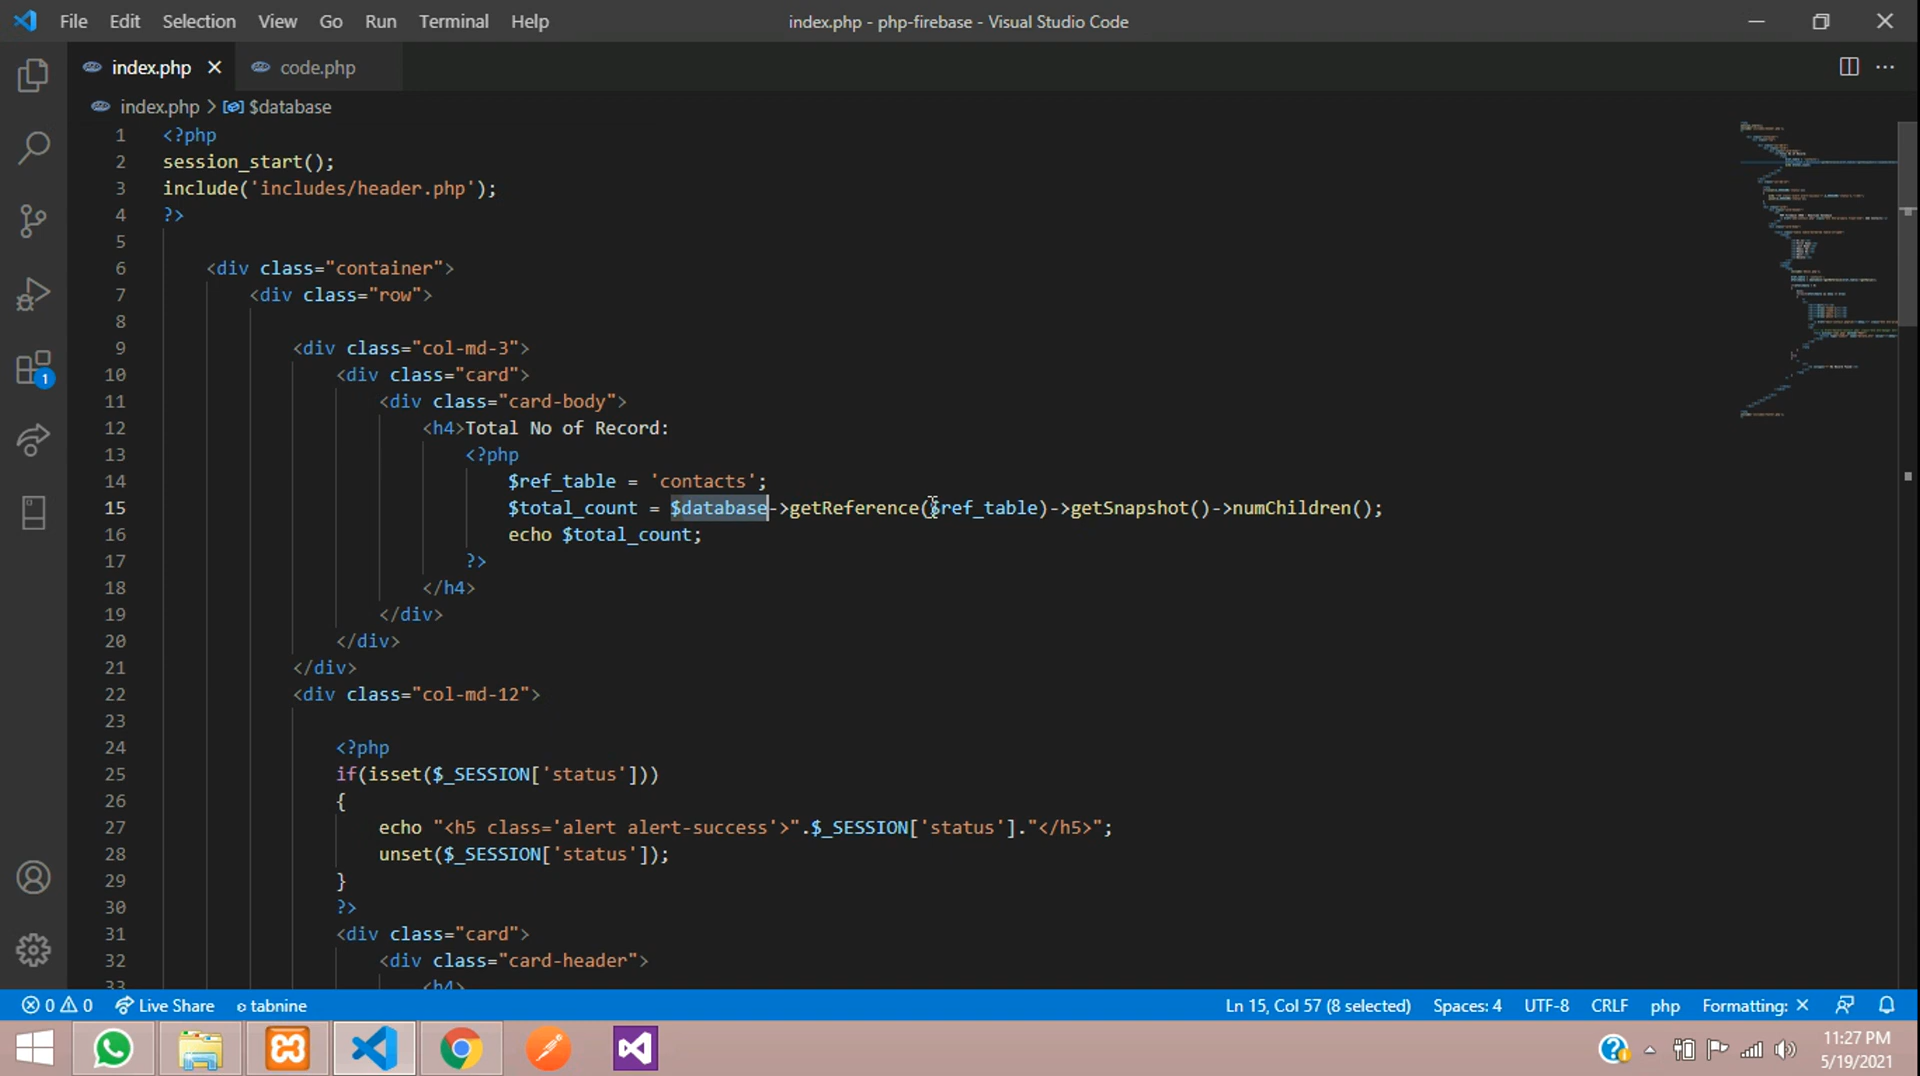 File Edit Selection View Go Run Terminal Help index.php - php-firebase - Visual Studio Code
index.php code.php
index.php > $database
1 <?php
2 session_start();
3 include('includes/header.php');
4 ?>
5
6 <div class="container">
7 <div class="row">
8
9 <div class="col-md-3">
10 <div class="card">
11 <div class="card-body">
12 <h4>Total No of Record:
13 <?php
14 $ref_table = 'contacts';
15 $total_count = $database->getReference($ref_table)->getSnapshot()->numChildren();
16 echo $total_count;
17 ?>
18 </h4>
19 </div>
20 </div>
21 </div>
22 <div class="col-md-12">
23
24 <?php
25 if(isset($_SESSION['status']))
26 {
27 echo "<h5 class='alert alert-success'>".$_SESSION['status']."</h5>";
28 unset($_SESSION['status']);
29 }
30 ?>
31 <div class="card">
32 <div class="card-header">
33 <h4>
1
0 0 Live Share tabnine Ln 15, Col 57 (8 selected) Spaces: 4 UTF-8 CRLF php Formatting: ×
11:27 PM
5/19/2021